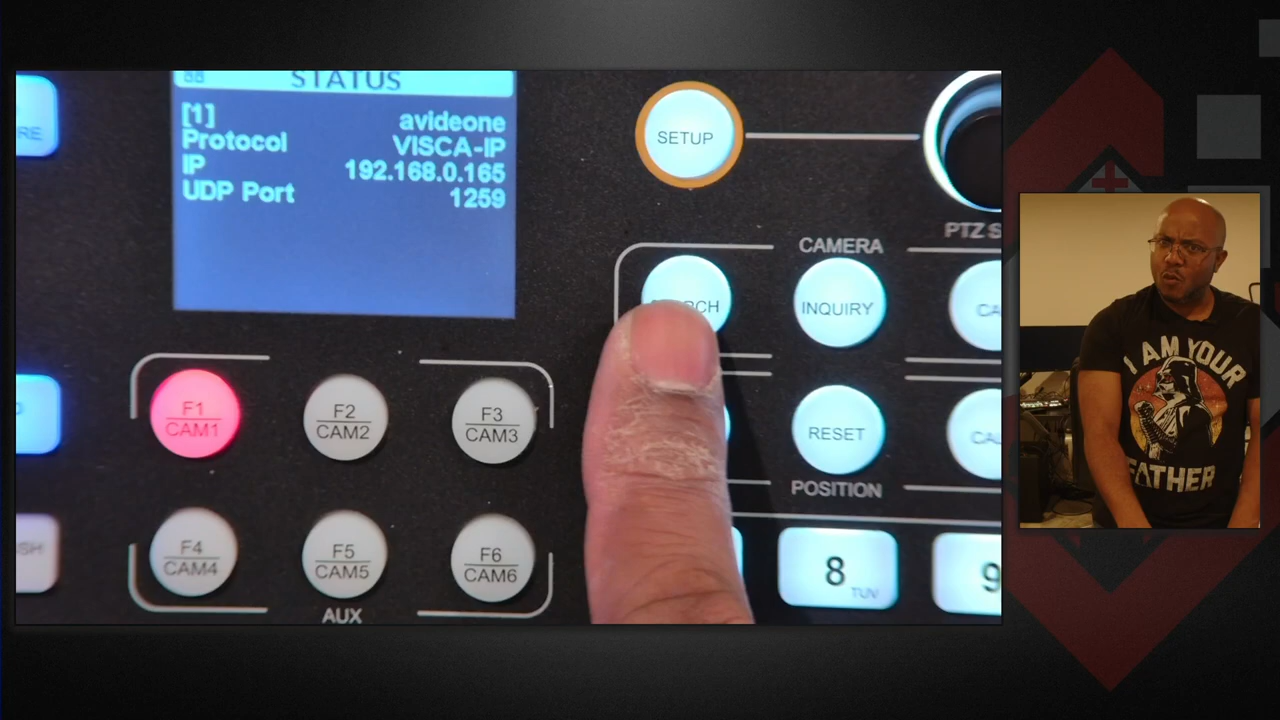 STATUS
[1] avideone
Protocol VISCA-IP
IP 192.168.0.165
UDP Port 1259
SETUP
PTZ S
CAMERA
INQUIRY
CA
F1
CAM1
F2
CAM2
F3
CAM3
RESET
CAL
POSITION
F4
CAM4
F5
CAM5
F6
CAM6
AUX
8
TUV
9
I AM YOUR
FATHER